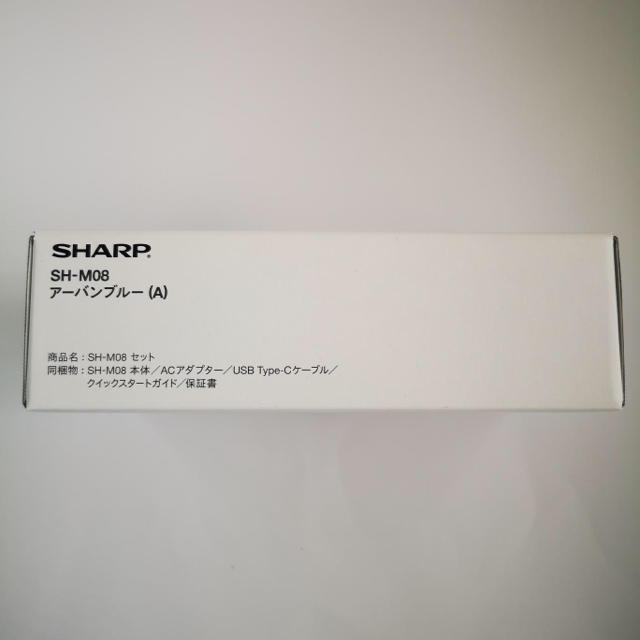 SHARP
SH-M08
アーバンブルー (A)
商品名：SH-M08 セット
同梱物：SH-M08 本体／ACアダプター／USB Type-Cケーブル／
クイックスタートガイド／保証書